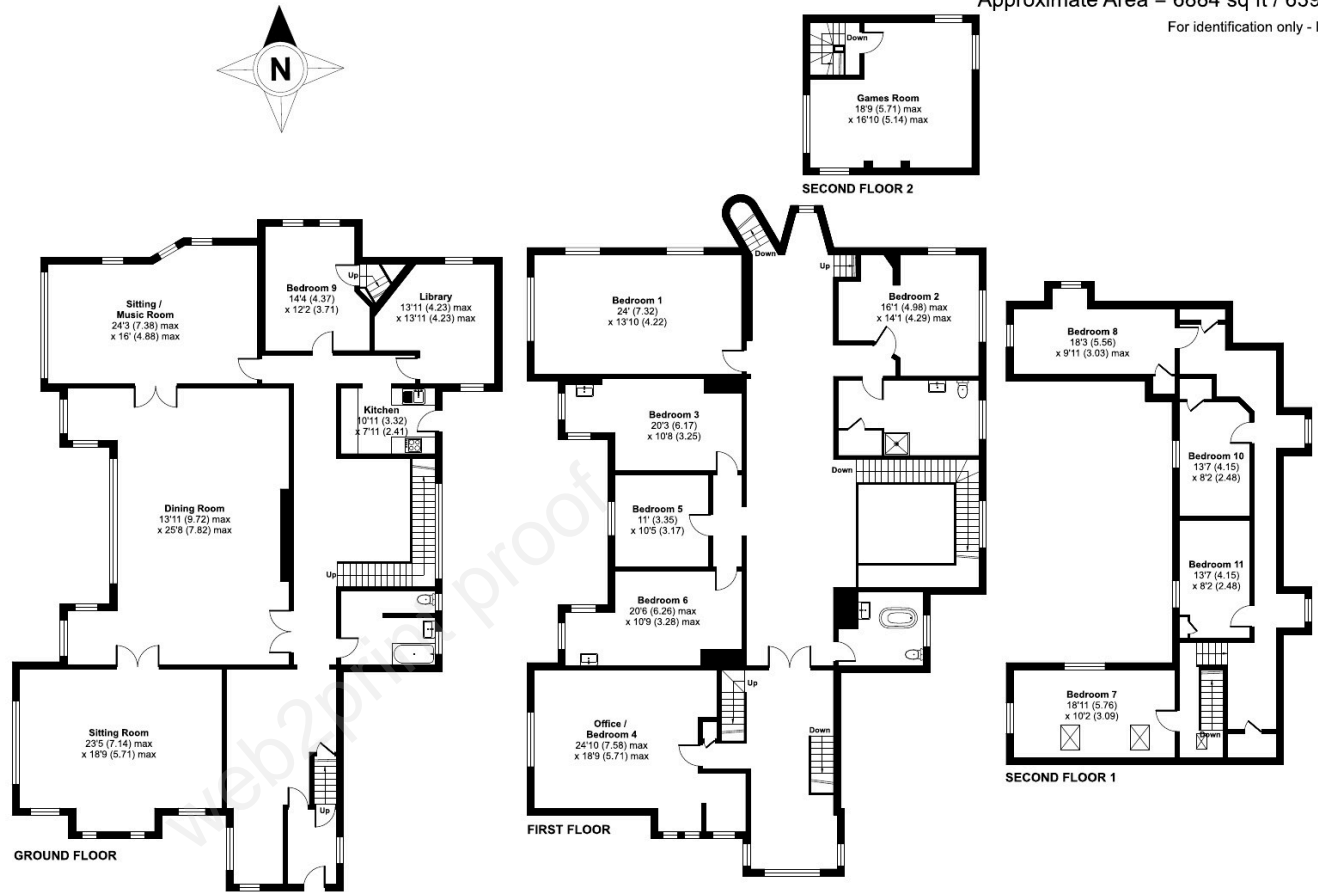 Approximate Area = 6884 sq ft / 639
For identification only -
N
Down
Games Room
18'9 (5.71) max
x 16'10 (5.14) max
SECOND FLOOR 2
Sitting /
Music Room
24'3 (7.38) max
x 16' (4.88) max
Bedroom 9
14'4 (4.37)
x 12'2 (3.71)
Up
Library
13'11 (4.23) max
x 13'11 (4.23) max
Kitchen
10'11 (3.32)
x 7'11 (2.41)
Dining Room
13'11 (9.72) max
x 25'8 (7.82) max
Up
Sitting Room
23'5 (7.14) max
x 18'9 (5.71) max
Up
GROUND FLOOR
Down
Bedroom 1
24' (7.32)
x 13'10 (4.22)
Up
Bedroom 2
16'1 (4.98) max
x 14'1 (4.29) max
Bedroom 3
20'3 (6.17)
x 10'8 (3.25)
Down
Bedroom 5
11' (3.35)
x 10'5 (3.17)
Bedroom 6
20'6 (6.26) max
x 10'9 (3.28) max
Up
Office /
Bedroom 4
24'10 (7.58) max
x 18'9 (5.71) max
Down
FIRST FLOOR
Bedroom 8
18'3 (5.56)
x 9'11 (3.03) max
Bedroom 10
13'7 (4.15)
x 8'2 (2.48)
Bedroom 11
13'7 (4.15)
x 8'2 (2.48)
Bedroom 7
18'11 (5.76)
x 10'2 (3.09)
Down
SECOND FLOOR 1
web2print proof